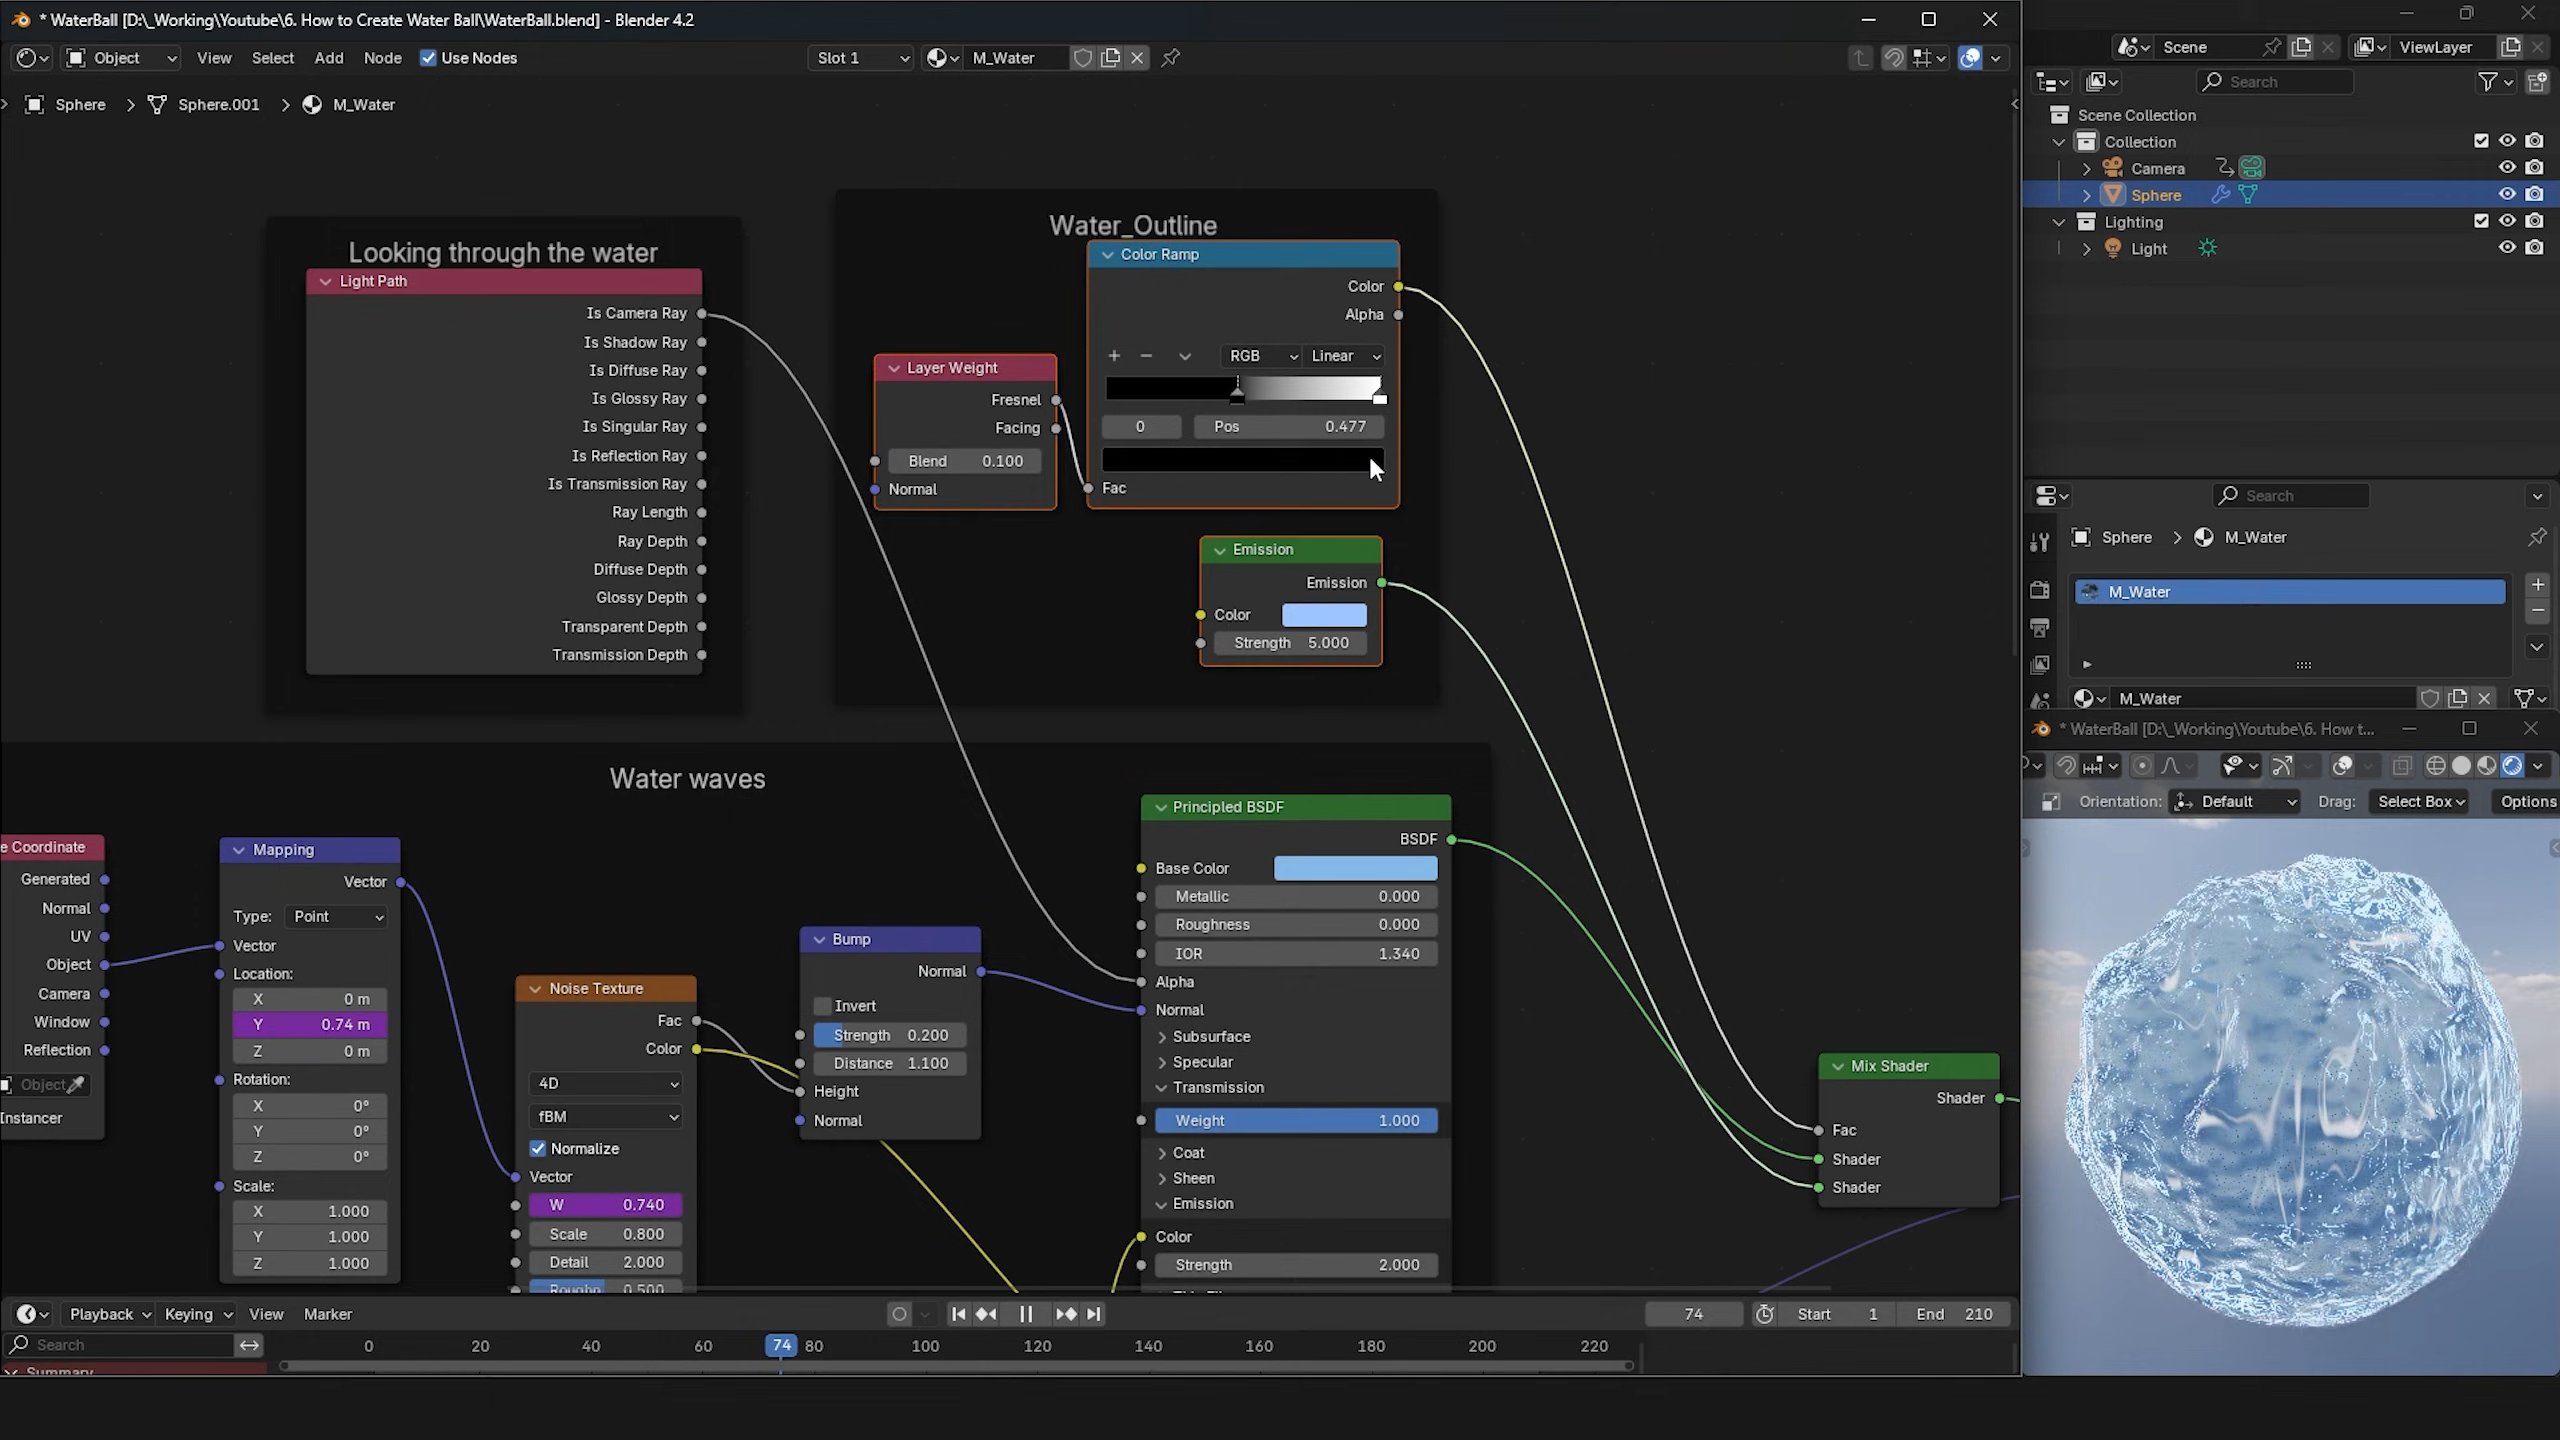 * WaterBall [D:\_Working\Youtube\6. How to Create Water Ball\WaterBall.blend] - Blender 4.2
Object View Select Add Node Use Nodes Slot 1 M_Water
Sphere > Sphere.001 > M_Water
Looking through the water
Light Path
Is Camera Ray
Is Shadow Ray
Is Diffuse Ray
Is Glossy Ray
Is Singular Ray
Is Reflection Ray
Is Transmission Ray
Ray Length
Ray Depth
Diffuse Depth
Glossy Depth
Transparent Depth
Transmission Depth
Water_Outline
Color Ramp
Color
Alpha
+ − RGB Linear
0 Pos 0.477
Fac
Layer Weight
Fresnel
Facing
Blend 0.100
Normal
Emission
Emission
Color
Strength 5.000
Water waves
e Coordinate
Generated
Normal
UV
Object
Camera
Window
Reflection
Object
Instancer
Mapping
Vector
Type: Point
Vector
Location:
X 0 m
Y 0.74 m
Z 0 m
Rotation:
X 0°
Y 0°
Z 0°
Scale:
X 1.000
Y 1.000
Z 1.000
Noise Texture
Fac
Color
4D
fBM
Normalize
Vector
W 0.740
Scale 0.800
Detail 2.000
Roughn 0.500
Bump
Normal
Invert
Strength 0.200
Distance 1.100
Height
Normal
Principled BSDF
BSDF
Base Color
Metallic 0.000
Roughness 0.000
IOR 1.340
Alpha
Normal
Subsurface
Specular
Transmission
Weight 1.000
Coat
Sheen
Emission
Color
Strength 2.000
Mix Shader
Shader
Fac
Shader
Shader
Playback Keying View Marker 74 Start 1 End 210
Search 0 20 40 60 74 80 100 120 140 160 180 200 220
Summary
Scene ViewLayer
Search
Scene Collection
Collection
Camera
Sphere
Lighting
Light
Search
Sphere > M_Water
M_Water
M_Water
* WaterBall [D:\_Working\Youtube\6. How t...
Orientation: Default Drag: Select Box Options